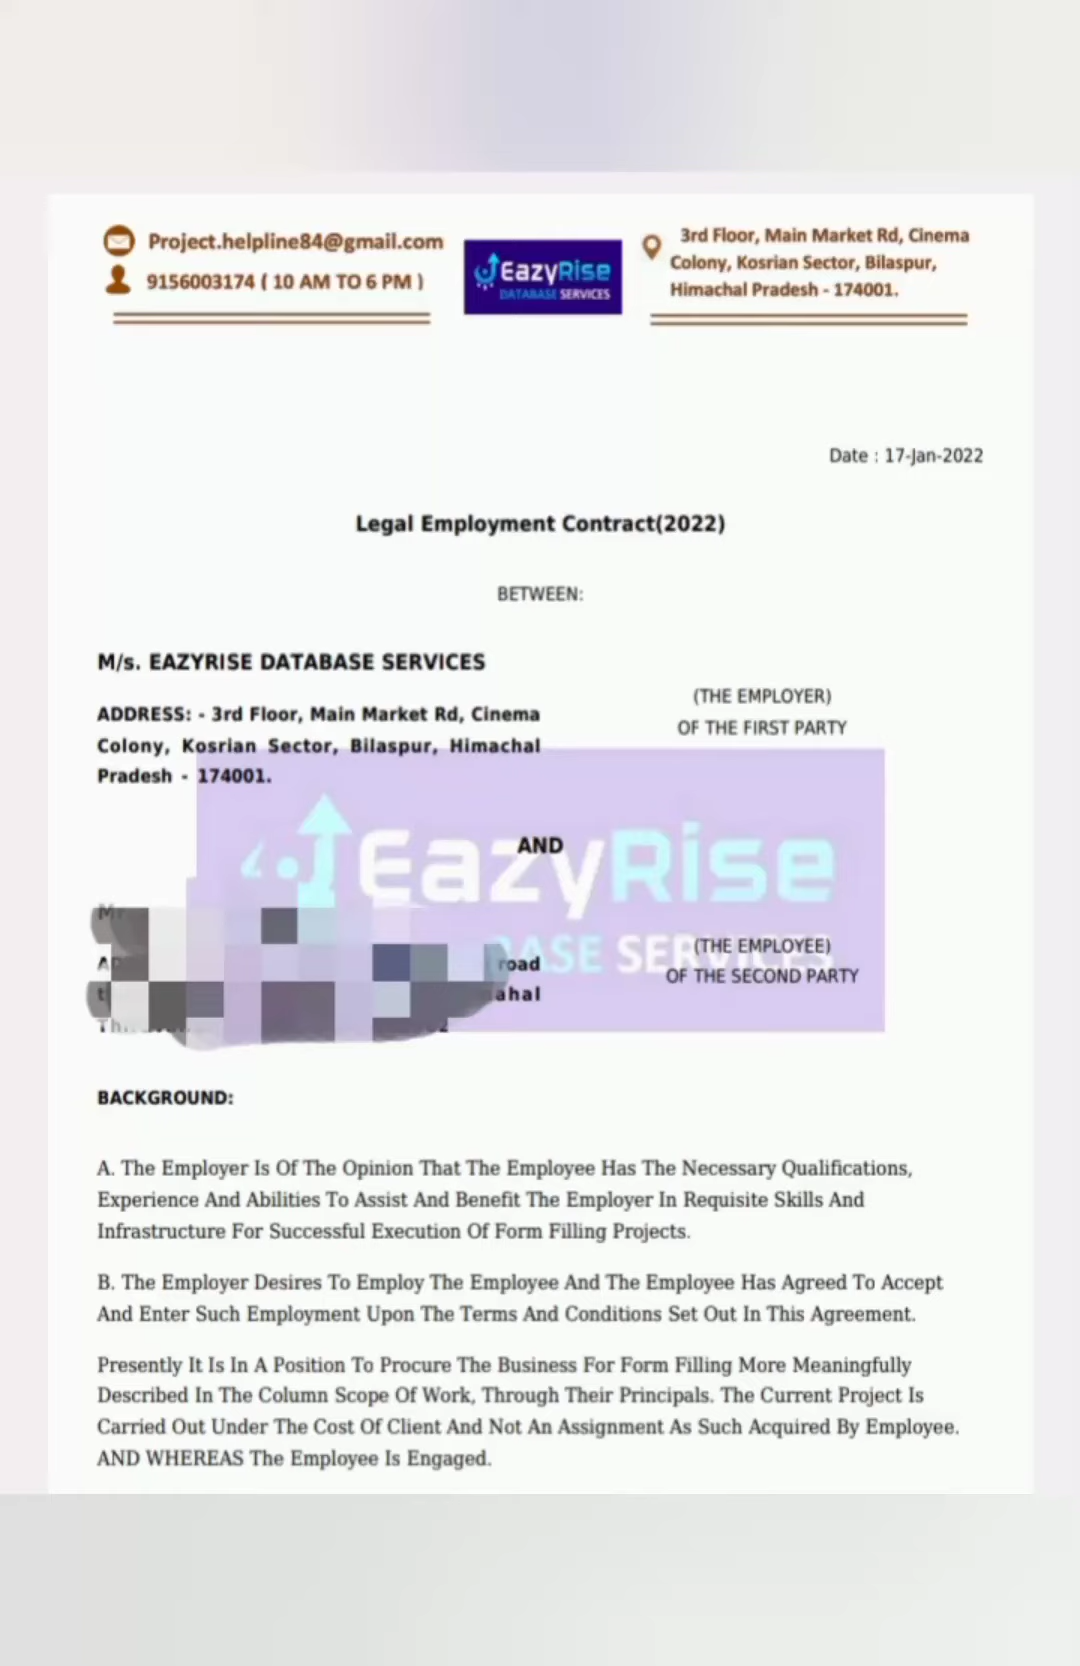 Project.helpline84@gmail.com
9156003174 ( 10 AM TO 6 PM )
EazyRise
DATABASE SERVICES
3rd Floor, Main Market Rd, Cinema
Colony, Kosrian Sector, Bilaspur,
Himachal Pradesh - 174001.
Date : 17-Jan-2022
Legal Employment Contract(2022)
BETWEEN:
M/s. EAZYRISE DATABASE SERVICES
(THE EMPLOYER)
OF THE FIRST PARTY
ADDRESS: - 3rd Floor, Main Market Rd, Cinema
Colony, Kosrian Sector, Bilaspur, Himachal
Pradesh - 174001.
AND
EazyRise
SERVICES
road
(THE EMPLOYEE)
OF THE SECOND PARTY
BACKGROUND:
A. The Employer Is Of The Opinion That The Employee Has The Necessary Qualifications,
Experience And Abilities To Assist And Benefit The Employer In Requisite Skills And
Infrastructure For Successful Execution Of Form Filling Projects.
B. The Employer Desires To Employ The Employee And The Employee Has Agreed To Accept
And Enter Such Employment Upon The Terms And Conditions Set Out In This Agreement.
Presently It Is In A Position To Procure The Business For Form Filling More Meaningfully
Described In The Column Scope Of Work, Through Their Principals. The Current Project Is
Carried Out Under The Cost Of Client And Not An Assignment As Such Acquired By Employee.
AND WHEREAS The Employee Is Engaged.